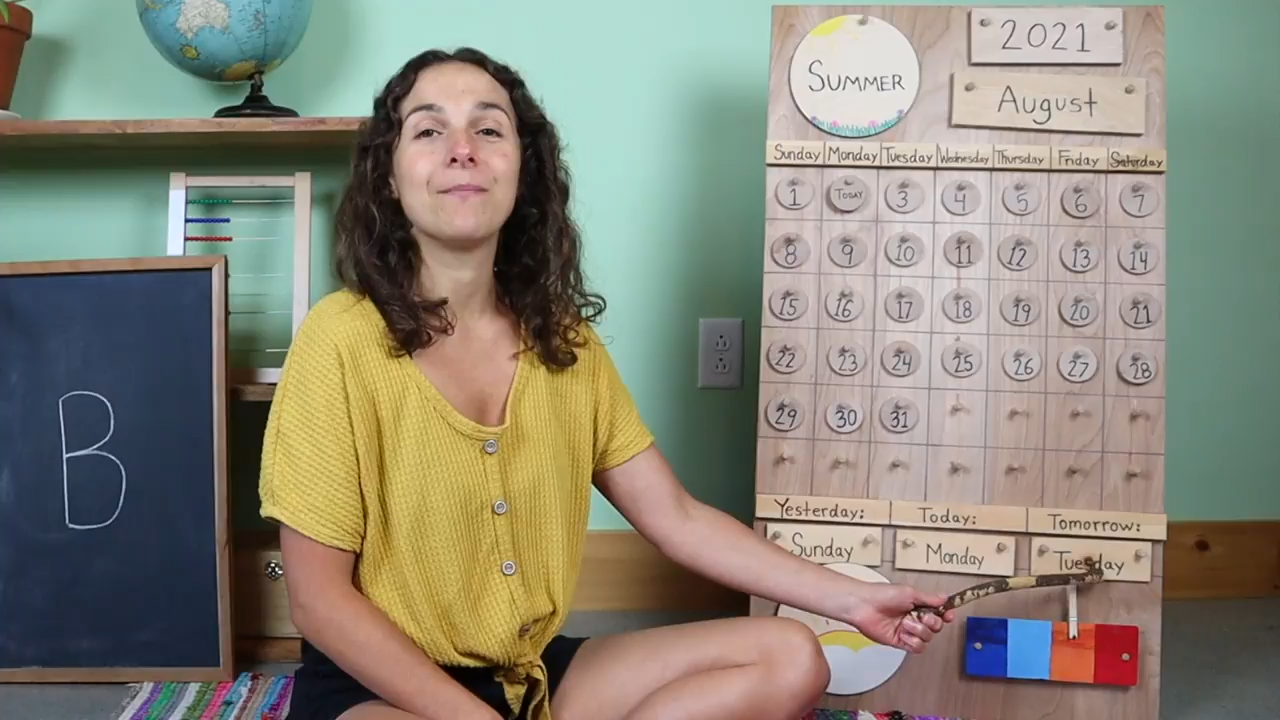 B
SUMMER
2021
August
Sunday Monday Tuesday Wednesday Thursday Friday Saturday
1 TODAY 3 4 5 6 7
8 9 10 11 12 13 14
15 16 17 18 19 20 21
22 23 24 25 26 27 28
29 30 31
Yesterday: Today: Tomorrow:
Sunday Monday Tuesday